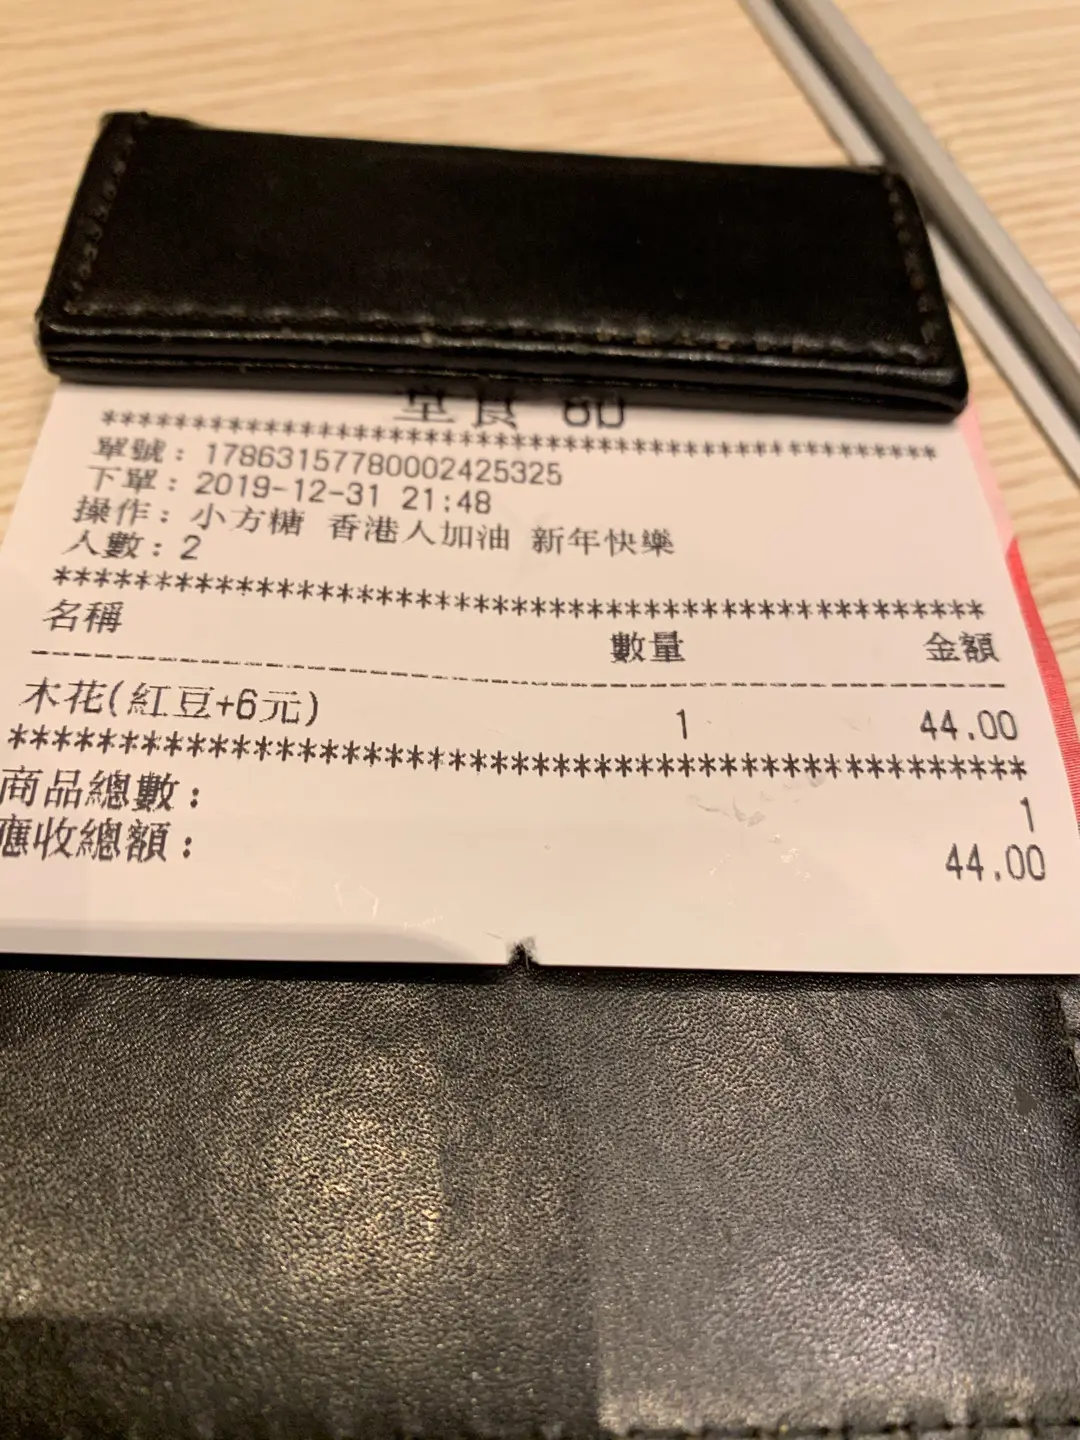 堂食
****************************************
單號：17863157780002425325
下單：2019-12-31 21:48
操作：小方糖 香港人加油 新年快樂
人數：2
************************************************
名稱 數量 金額
------------------------------------------------
木花(紅豆+6元) 1 44.00
************************************************
商品總數： 1
應收總額： 44.00